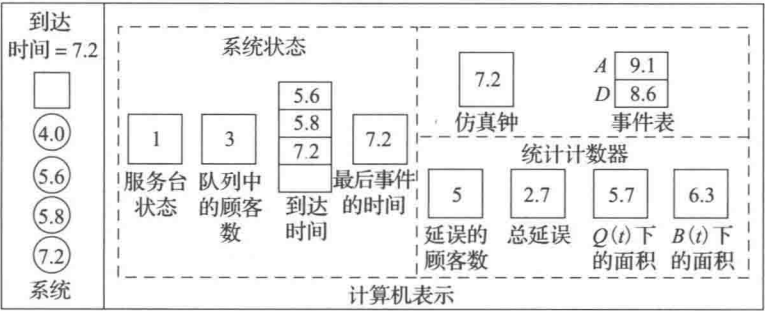 到达
时间 = 7.2
4.0
5.6
5.8
7.2
系统
系统状态
1
服务台
状态
3
队列中
的顾客
数
5.6
5.8
7.2
到达
时间
7.2
最后事件
的时间
7.2
仿真钟
A 9.1
D 8.6
事件表
统计计数器
5
延误的
顾客数
2.7
总延误
5.7
Q(t)下
的面积
6.3
B(t)下
的面积
计算机表示